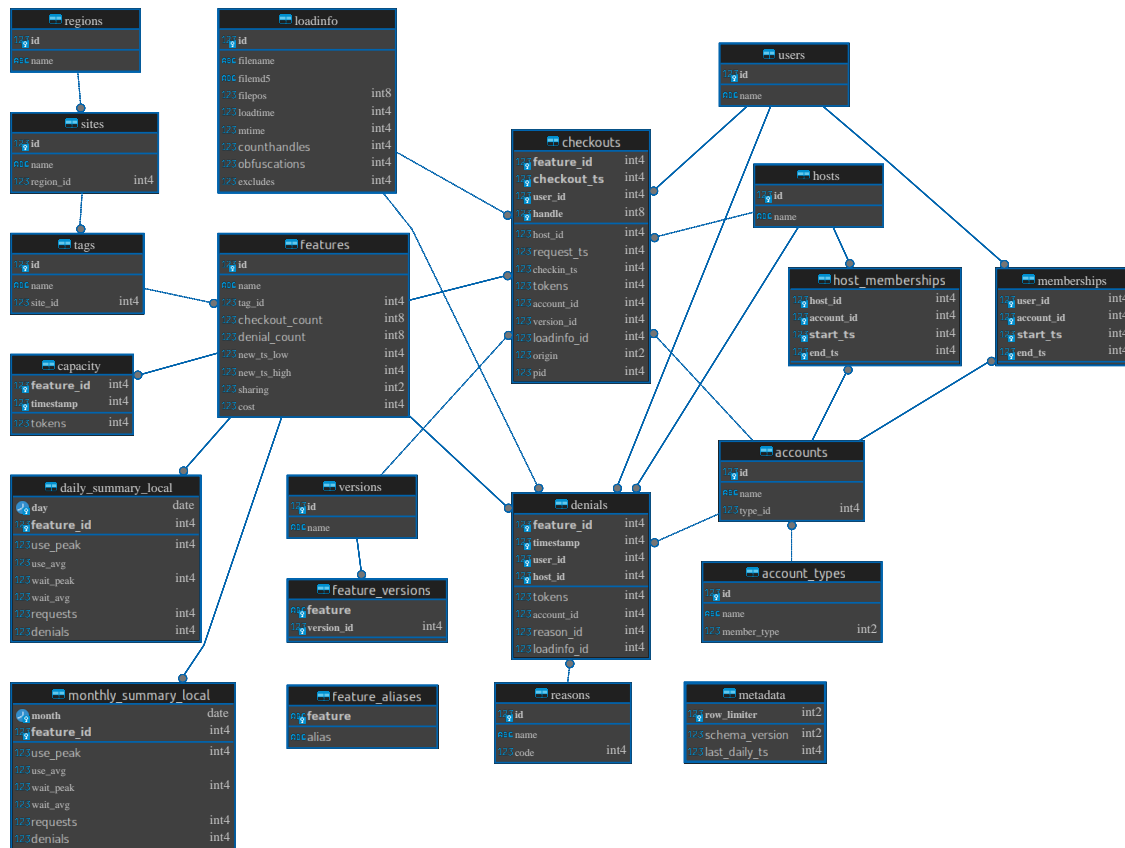 regions
id
name
sites
id
name
region_id int4
tags
id
name
site_id int4
capacity
feature_id int4
timestamp int4
tokens int4
daily_summary_local
day date
feature_id int4
use_peak int4
use_avg
wait_peak int4
wait_avg
requests int4
denials int4
monthly_summary_local
month date
feature_id int4
use_peak int4
use_avg
wait_peak int4
wait_avg
requests int4
denials int4
loadinfo
id
filename
filemd5
filepos int8
loadtime int4
mtime int4
counthandles int4
obfuscations int4
excludes int4
features
id
name
tag_id int4
checkout_count int8
denial_count int8
new_ts_low int4
new_ts_high int4
sharing int2
cost int4
versions
id
name
feature_versions
feature
version_id int4
feature_aliases
feature
alias
checkouts
feature_id int4
checkout_ts int4
user_id int4
handle int8
host_id int4
request_ts int4
checkin_ts int4
tokens int4
account_id int4
version_id int4
loadinfo_id int4
origin int2
pid int4
denials
feature_id int4
timestamp int4
user_id int4
host_id int4
tokens int4
account_id int4
reason_id int4
loadinfo_id int4
reasons
id
name
code int4
users
id
name
hosts
id
name
host_memberships
host_id int4
account_id int4
start_ts int4
end_ts int4
memberships
user_id int4
account_id int4
start_ts int4
end_ts int4
accounts
id
name
type_id int4
account_types
id
name
member_type int2
metadata
row_limiter int2
schema_version int2
last_daily_ts int4